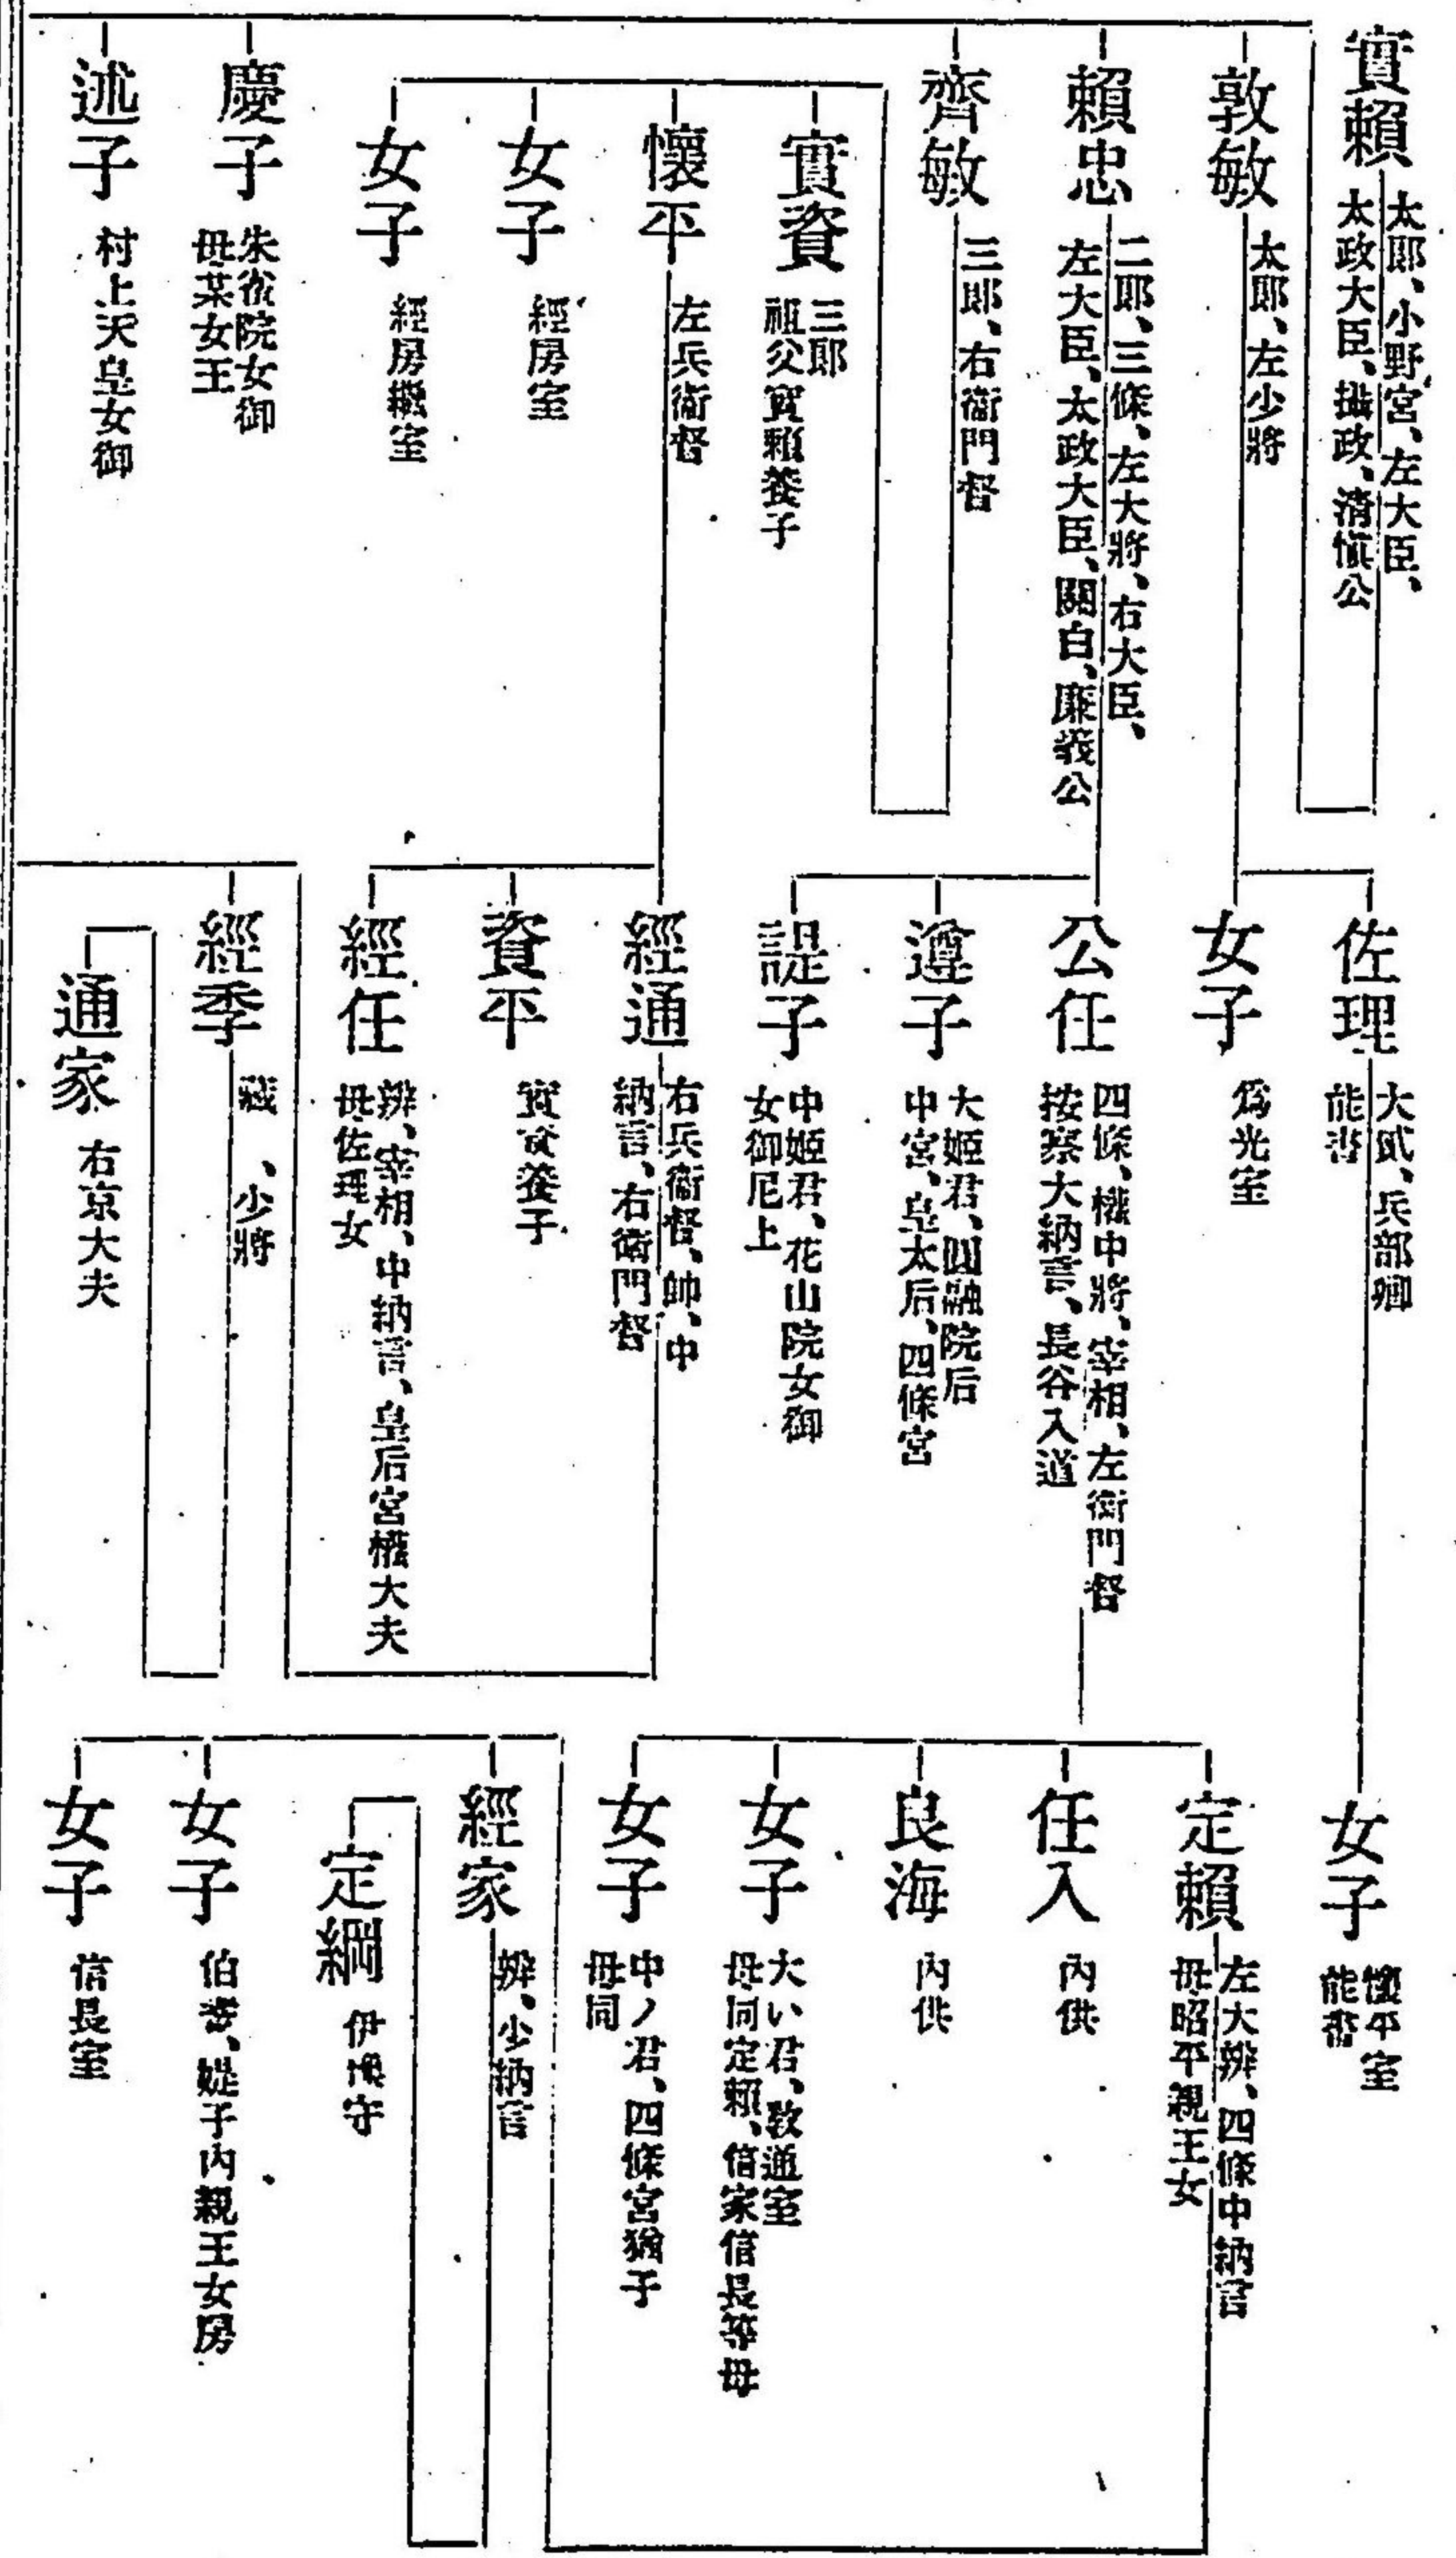 實賴
太郎、小野宮、左大臣、
太政大臣、攝政、清愼公
敦敏
太郎、左少將
賴忠
二郎、三條、左大將、右大臣、
左大臣、太政大臣、關白、廉義公
齊敏
三郎、右衞門督
實資
三郎
祖父實賴養子
懷平
左兵衞督
女子
經房室
女子
經房繼室
慶子
朱雀院女御
母某女王
述子
村上天皇女御
佐理
大貳、兵部卿
能書
女子
爲光室
公任
四條、權中將、宰相、左衞門督
按察大納言、長谷入道
遵子
大姬君、圓融院后
中宮、皇太后、四條宮
諟子
中姬君、花山院女御
女御尼上
經通
右兵衞督、帥、中
納言、右衞門督
資平
實資養子
經任
辨、宰相、中納言、皇后宮權大夫
母佐理女
經季
藏、少將
通家
右京大夫
女子
懷平室
能書
定賴
左大辨、四條中納言
母昭平親王女
任入
內供
良海
內供
女子
大い君、敎通室
母同定賴、信家信長等母
女子
中ノ君、四條宮猶子
母同
經家
辨、少納言
定綱
伊豫守
女子
伯耆、媞子內親王女房
女子
信長室